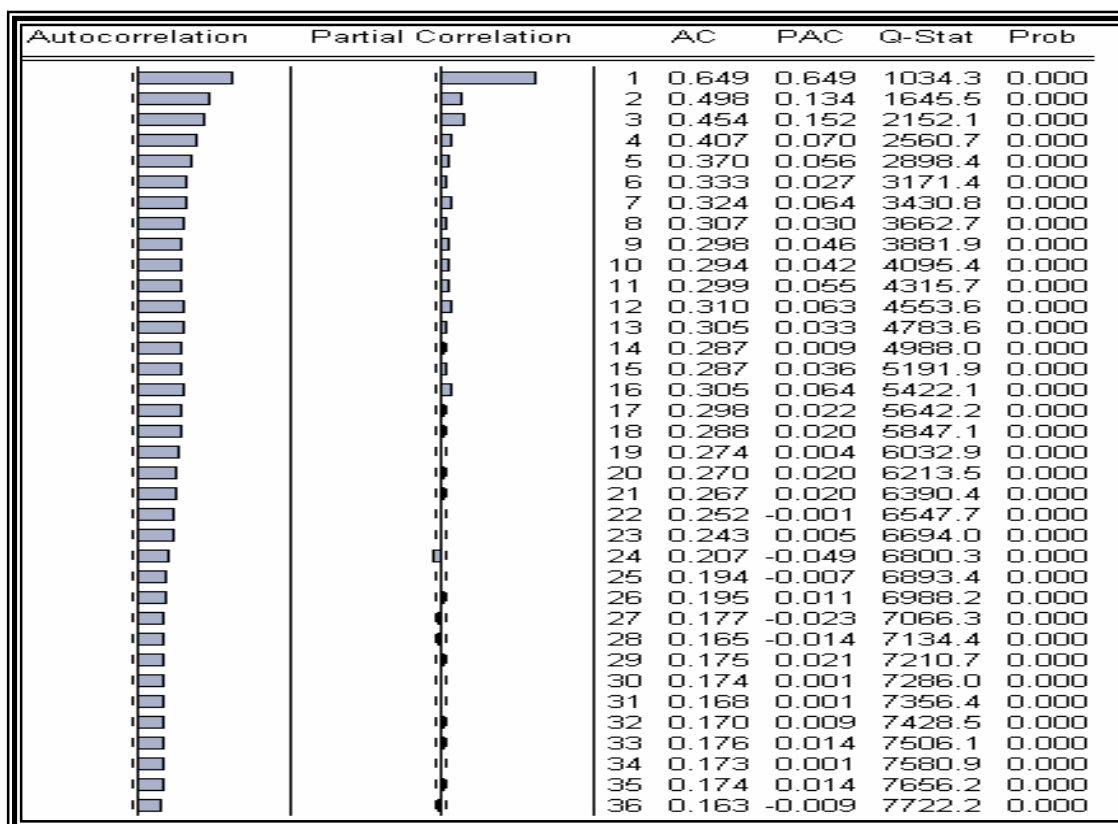 Autocorrelation Partial Correlation AC PAC Q-Stat Prob
1 0.649 0.649 1034.3 0.000
2 0.498 0.134 1645.5 0.000
3 0.454 0.152 2152.1 0.000
4 0.407 0.070 2560.7 0.000
5 0.370 0.056 2898.4 0.000
6 0.333 0.027 3171.4 0.000
7 0.324 0.064 3430.8 0.000
8 0.307 0.030 3662.7 0.000
9 0.298 0.046 3881.9 0.000
10 0.294 0.042 4095.4 0.000
11 0.299 0.055 4315.7 0.000
12 0.310 0.063 4553.6 0.000
13 0.305 0.033 4783.6 0.000
14 0.287 0.009 4988.0 0.000
15 0.287 0.036 5191.9 0.000
16 0.305 0.064 5422.1 0.000
17 0.298 0.022 5642.2 0.000
18 0.288 0.020 5847.1 0.000
19 0.274 0.004 6032.9 0.000
20 0.270 0.020 6213.5 0.000
21 0.267 0.020 6390.4 0.000
22 0.252 -0.001 6547.7 0.000
23 0.243 0.005 6694.0 0.000
24 0.207 -0.049 6800.3 0.000
25 0.194 -0.007 6893.4 0.000
26 0.195 0.011 6988.2 0.000
27 0.177 -0.023 7066.3 0.000
28 0.165 -0.014 7134.4 0.000
29 0.175 0.021 7210.7 0.000
30 0.174 0.001 7286.0 0.000
31 0.168 0.001 7356.4 0.000
32 0.170 0.009 7428.5 0.000
33 0.176 0.014 7506.1 0.000
34 0.173 0.001 7580.9 0.000
35 0.174 0.014 7656.2 0.000
36 0.163 -0.009 7722.2 0.000